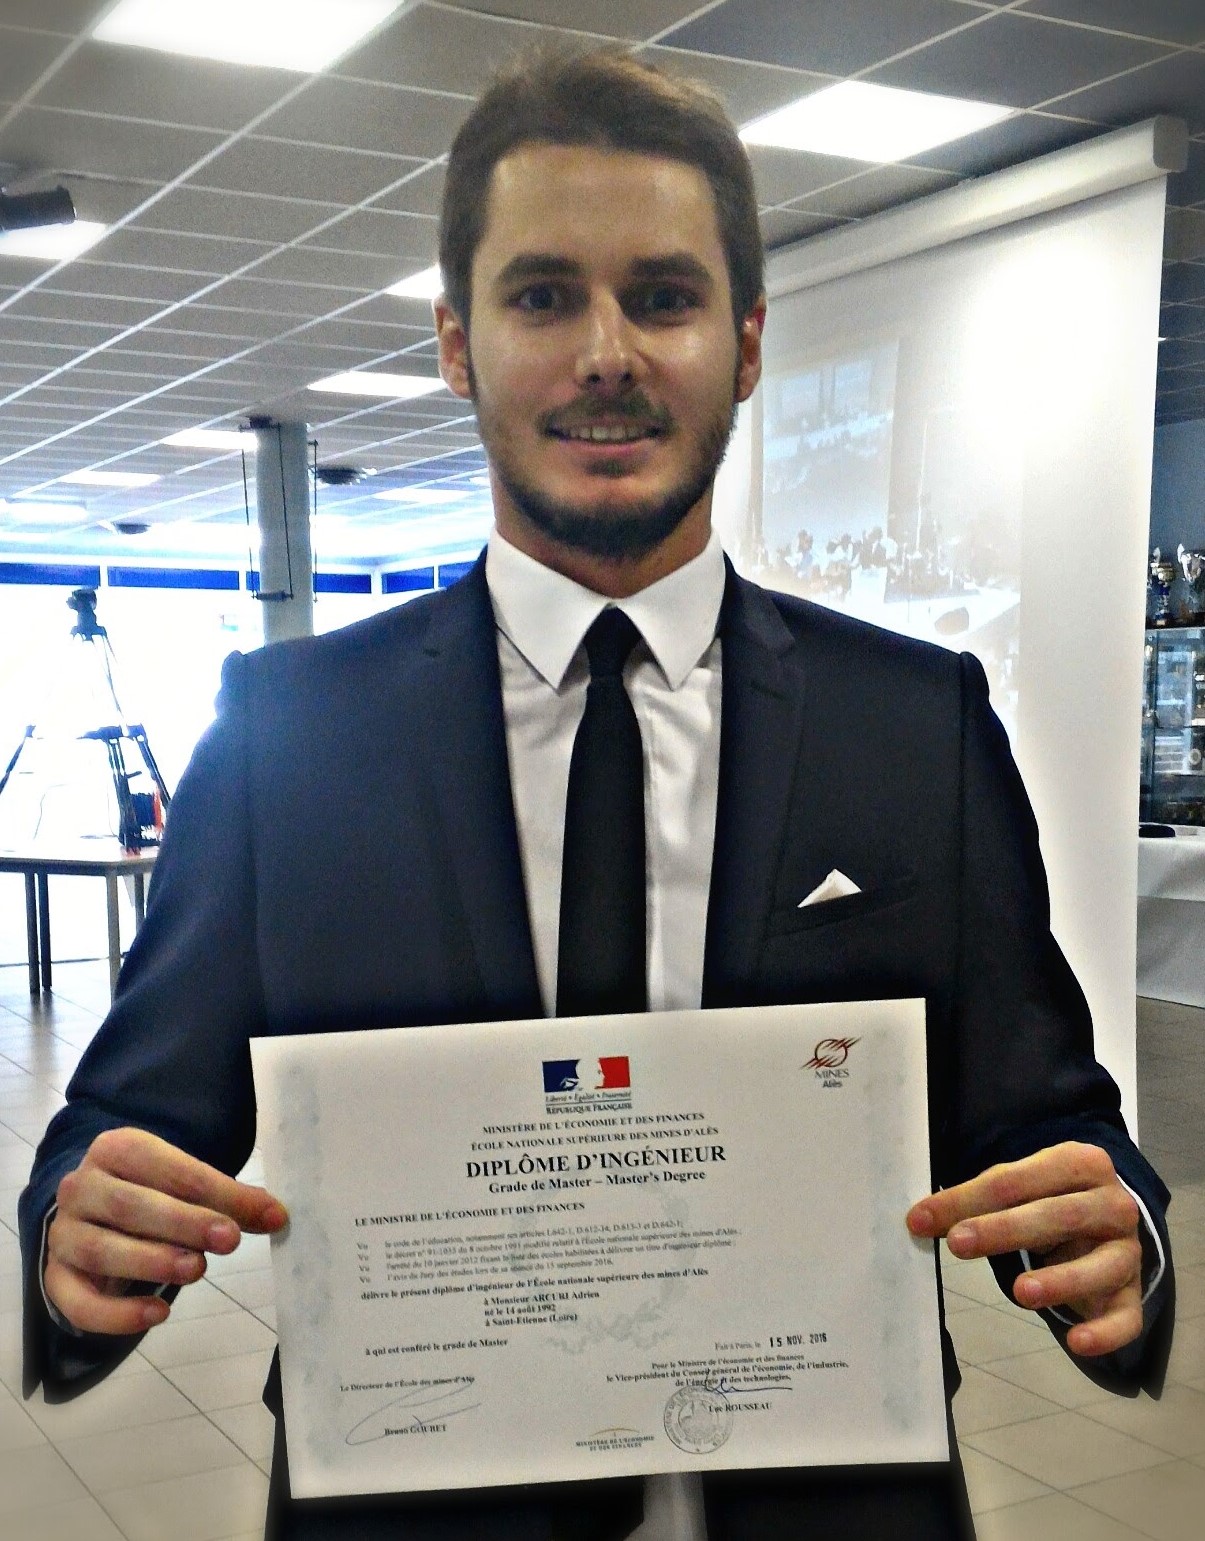 Liberté • Égalité • Fraternité
RÉPUBLIQUE FRANÇAISE
MINES
Alès
MINISTÈRE DE L'ÉCONOMIE ET DES FINANCES
ÉCOLE NATIONALE SUPÉRIEURE DES MINES D'ALÈS
DIPLÔME D'INGÉNIEUR
Grade de Master – Master's Degree
LE MINISTRE DE L'ÉCONOMIE ET DES FINANCES
Vu le code de l'éducation, notamment ses articles L642-1, D.612-34, D.613-3 et D.642-1;
Vu le décret n° 91-1035 du 8 octobre 1991 modifié relatif à l'École nationale supérieure des mines d'Alès ;
Vu l'arrêté du 10 janvier 2012 fixant la liste des écoles habilitées à délivrer un titre d'ingénieur diplômé ;
Vu l'avis du jury des études lors de sa séance du 15 septembre 2016,
délivre le présent diplôme d'ingénieur de l'École nationale supérieure des mines d'Alès
à Monsieur ARCURI Adrien
né le 14 août 1992
à Saint-Etienne (Loire)
à qui est conféré le grade de Master
Fait à Paris, le 15 NOV. 2016
Pour le Ministre de l'économie et des finances
le Vice-président du Conseil général de l'économie, de l'industrie,
de l'énergie et des technologies,
Luc ROUSSEAU
Le Directeur de l'École des mines d'Alès
Bruno GOUBET
MINISTÈRE DE L'ÉCONOMIE
ET DES FINANCES